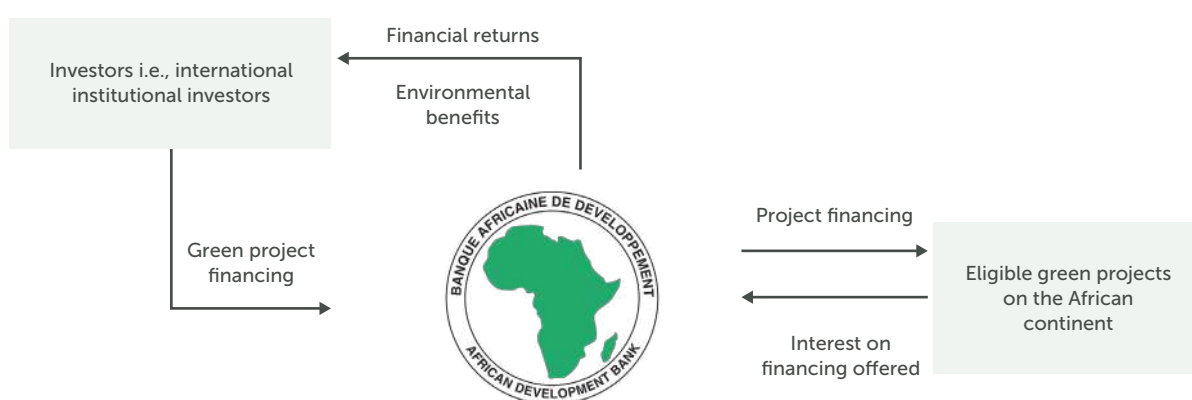 Financial returns
Investors i.e., international
institutional investors
Environmental
benefits
BANQUE AFRICAINE DE DEVELOPPEMENT
AFRICAN DEVELOPMENT BANK
Green project
financing
Project financing
Eligible green projects
on the African
continent
Interest on
financing offered